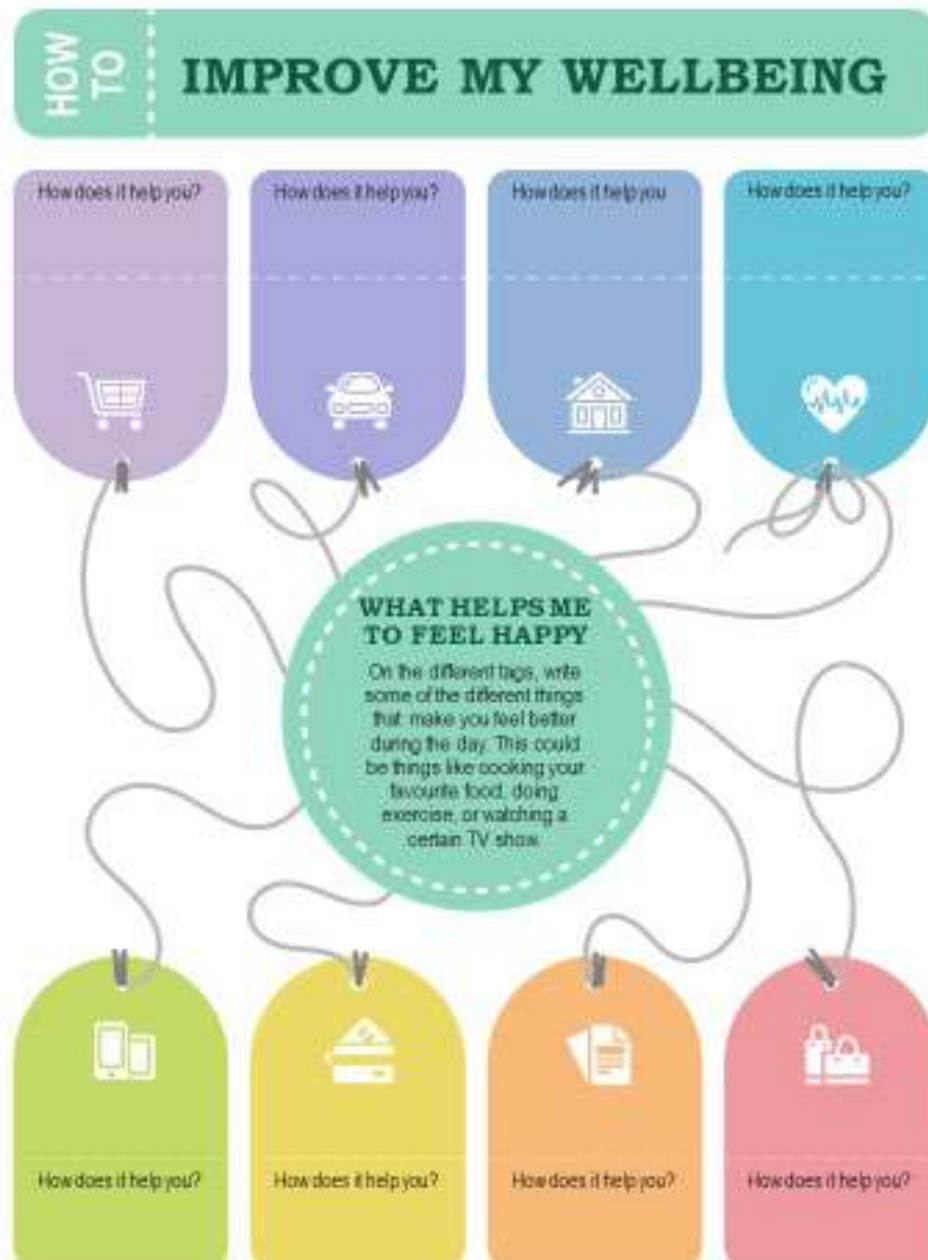 HOW
TO
IMPROVE MY WELLBEING
How does it help you?
How does it help you?
How does it help you
How does it help you?
WHAT HELPS ME
TO FEEL HAPPY
On the different tags, write
some of the different things
that make you feel better
during the day. This could
be things like cooking your
favourite food, doing
exercise, or watching a
certain TV show.
How does it help you?
How does it help you?
How does it help you?
How does it help you?